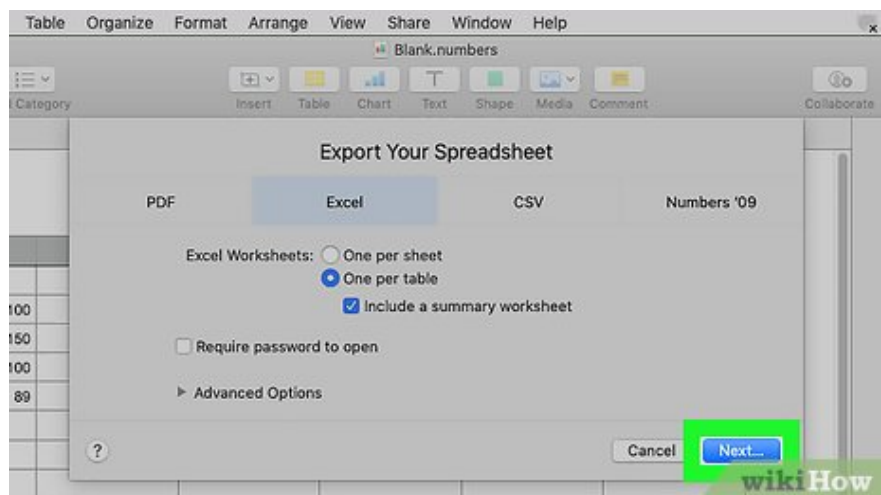 Table Organize Format Arrange View Share Window Help
Blank.numbers
Category Insert Table Chart Text Shape Media Comment Collaborate
Export Your Spreadsheet
PDF Excel CSV Numbers '09
Excel Worksheets: One per sheet
One per table
Include a summary worksheet
100
150
Require password to open
100
89
Advanced Options
? Cancel Next...
wikiHow